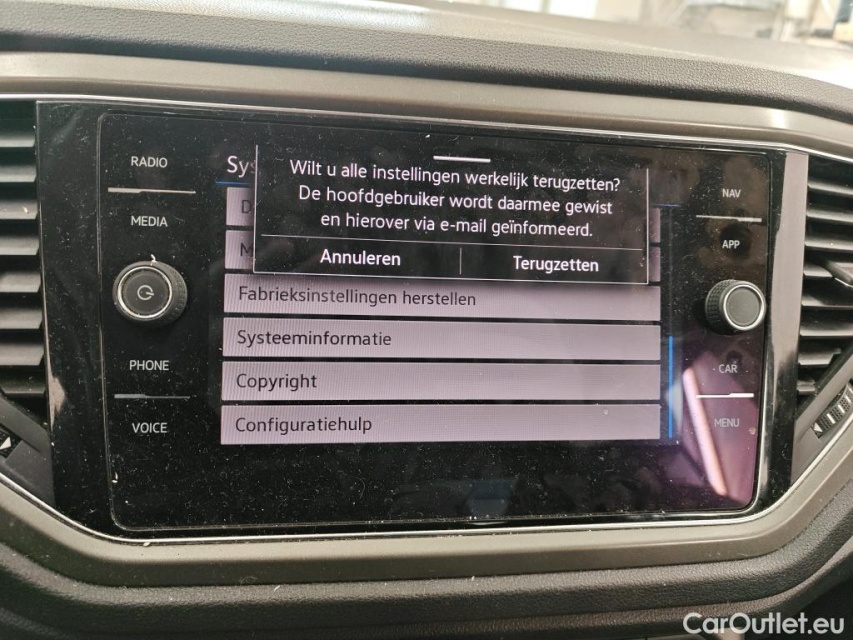 RADIO
MEDIA
PHONE
VOICE
Sy
Wilt u alle instellingen werkelijk terugzetten?
De hoofdgebruiker wordt daarmee gewist
en hierover via e-mail geïnformeerd.
Annuleren
Terugzetten
D
M
Fabrieksinstellingen herstellen
Systeeminformatie
Copyright
Configuratiehulp
NAV
APP
CAR
MENU
CarOutlet.eu